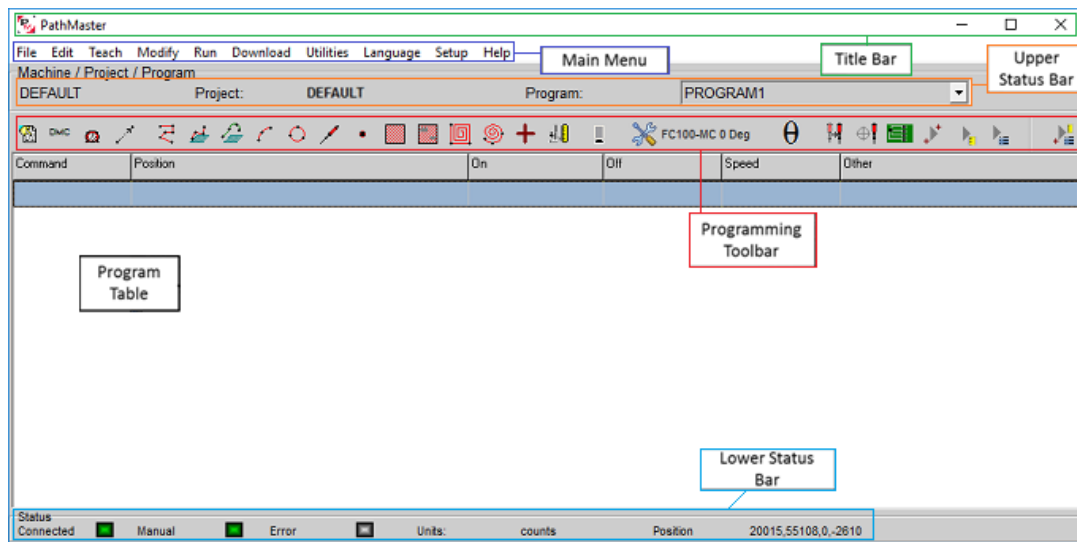 PathMaster
File Edit Teach Modify Run Download Utilities Language Setup Help
Main Menu
Title Bar
Upper
Status Bar
Machine / Project / Program
DEFAULT Project: DEFAULT Program: PROGRAM1
DMC FC100-MC 0 Deg θ
Command Position On Off Speed Other
Programming
Toolbar
Program
Table
Lower Status
Bar
Status
Connected Manual Error Units: counts Position 20015,55108,0,-2610